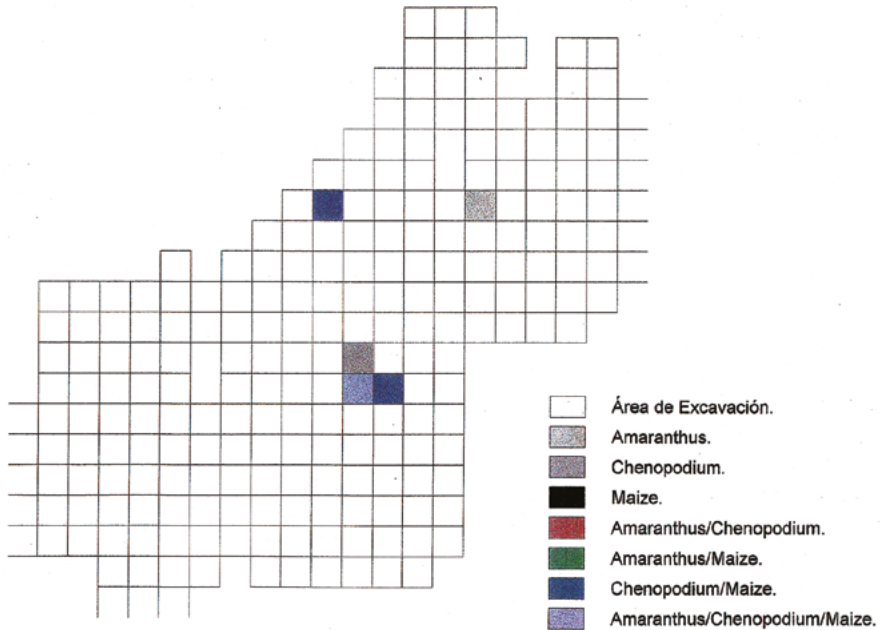 Área de Excavación.
Amaranthus.
Chenopodium.
Maize.
Amaranthus/Chenopodium.
Amaranthus/Maize.
Chenopodium/Maize.
Amaranthus/Chenopodium/Maize.